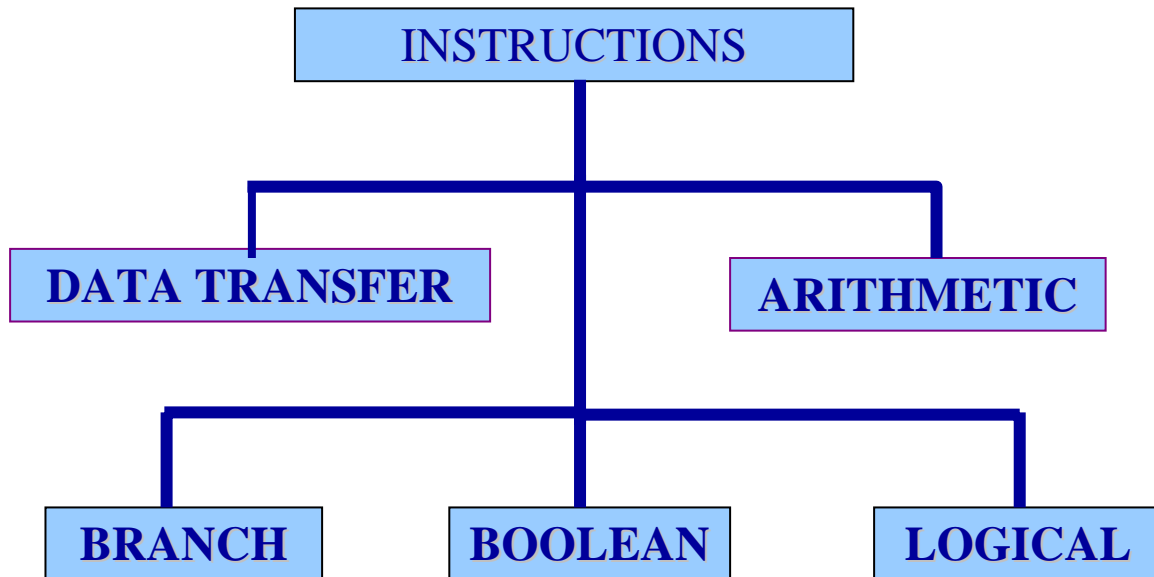 INSTRUCTIONS
DATA TRANSFER
ARITHMETIC
BRANCH
BOOLEAN
LOGICAL